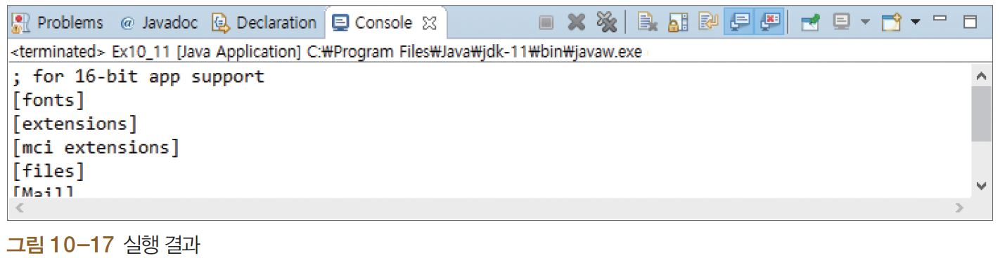 Problems @ Javadoc Declaration Console
<terminated> Ex10_11 [Java Application] C:₩Program Files₩Java₩jdk-11₩bin₩javaw.exe
; for 16-bit app support
[fonts]
[extensions]
[mci extensions]
[files]
[Mail]
그림 10-17 실행 결과